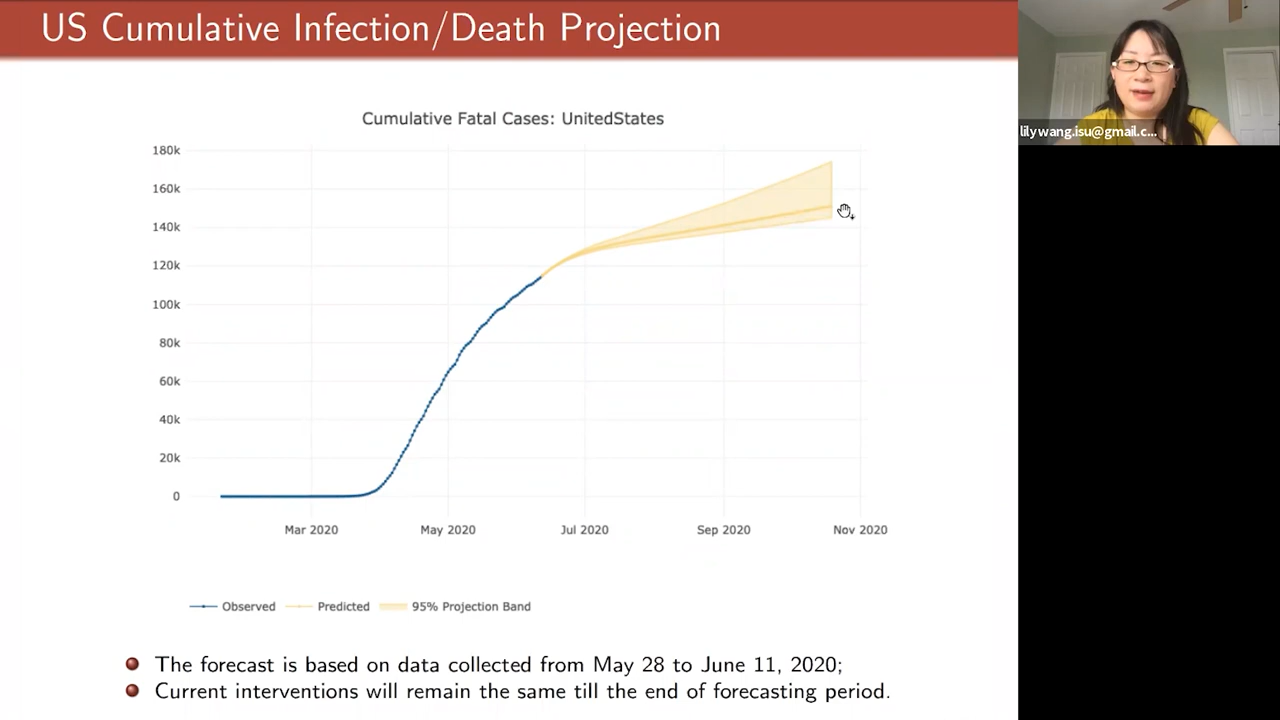 US Cumulative Infection/Death Projection
lilywang.isu@gmail.c...
Cumulative Fatal Cases: UnitedStates
180k
160k
140k
120k
100k
80k
60k
40k
20k
0
Mar 2020 May 2020 Jul 2020 Sep 2020 Nov 2020
Observed Predicted 95% Projection Band
The forecast is based on data collected from May 28 to June 11, 2020;
Current interventions will remain the same till the end of forecasting period.